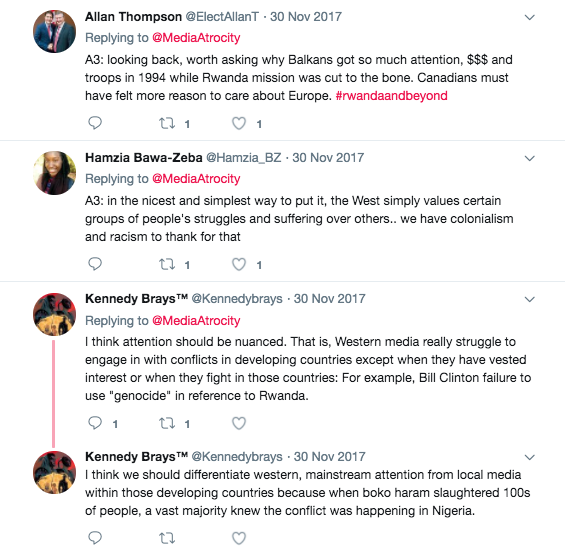 Allan Thompson @ElectAllanT · 30 Nov 2017
Replying to @MediaAtrocity
A3: looking back, worth asking why Balkans got so much attention, $$$ and
troops in 1994 while Rwanda mission was cut to the bone. Canadians must
have felt more reason to care about Europe. #rwandaandbeyond
1 1
Hamzia Bawa-Zeba @Hamzia_BZ · 30 Nov 2017
Replying to @MediaAtrocity
A3: in the nicest and simplest way to put it, the West simply values certain
groups of people's struggles and suffering over others.. we have colonialism
and racism to thank for that
1 1
Kennedy Brays™ @Kennedybrays · 30 Nov 2017
Replying to @MediaAtrocity
I think attention should be nuanced. That is, Western media really struggle to
engage in with conflicts in developing countries except when they have vested
interest or when they fight in those countries: For example, Bill Clinton failure to
use "genocide" in reference to Rwanda.
1 1
Kennedy Brays™ @Kennedybrays · 30 Nov 2017
I think we should differentiate western, mainstream attention from local media
within those developing countries because when boko haram slaughtered 100s
of people, a vast majority knew the conflict was happening in Nigeria.